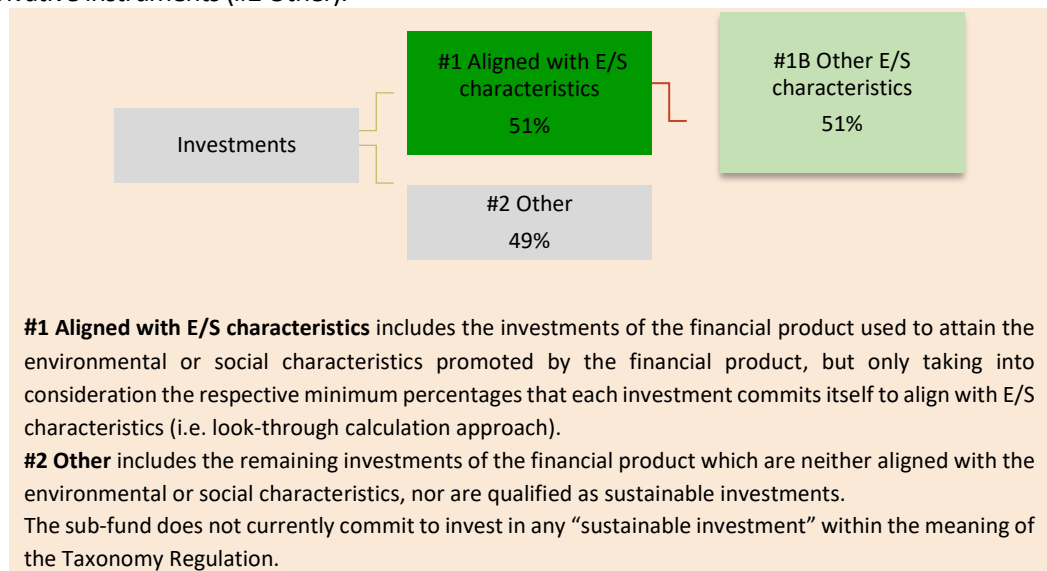 (#2 Other).
#1 Aligned with E/S
characteristics
51%
#1B Other E/S
characteristics
51%
Investments
#2 Other
49%
#1 Aligned with E/S characteristics includes the investments of the financial product used to attain the
environmental or social characteristics promoted by the financial product, but only taking into
consideration the respective minimum percentages that each investment commits itself to align with E/S
characteristics (i.e. look-through calculation approach).
#2 Other includes the remaining investments of the financial product which are neither aligned with the
environmental or social characteristics, nor are qualified as sustainable investments.
The sub-fund does not currently commit to invest in any “sustainable investment” within the meaning of
the Taxonomy Regulation.